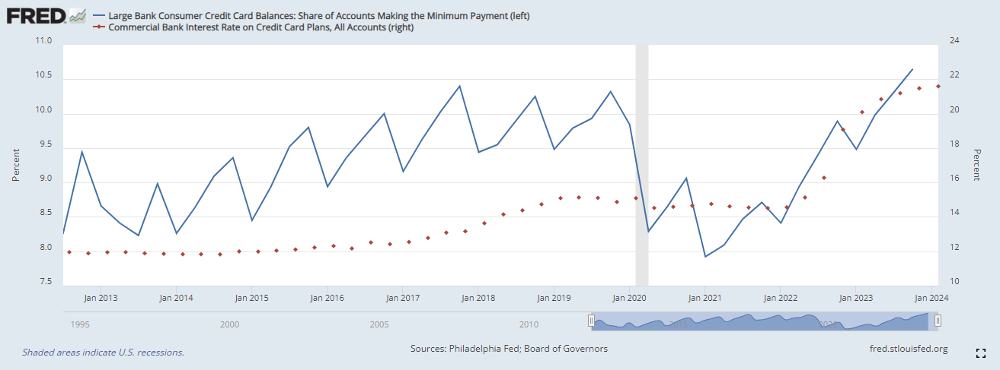 FRED
Large Bank Consumer Credit Card Balances: Share of Accounts Making the Minimum Payment (left)
Commercial Bank Interest Rate on Credit Card Plans, All Accounts (right)
11.0 24
10.5 22
10.0 20
9.5 18
9.0 16
8.5 14
8.0 12
7.5 10
Percent
Percent
Jan 2013 Jan 2014 Jan 2015 Jan 2016 Jan 2017 Jan 2018 Jan 2019 Jan 2020 Jan 2021 Jan 2022 Jan 2023 Jan 2024
1995 2000 2005 2010 2015 2020
Shaded areas indicate U.S. recessions.
Sources: Philadelphia Fed; Board of Governors
fred.stlouisfed.org